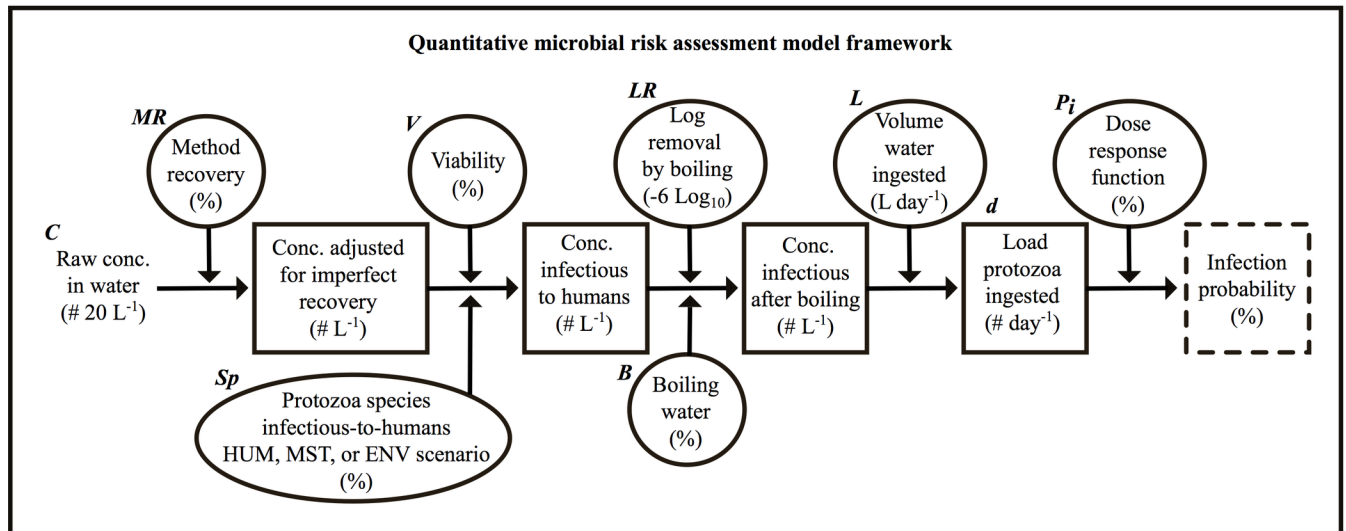 Quantitative microbial risk assessment model framework
MR
Method
recovery
(%)
V
Viability
(%)
LR
Log
removal
by boiling
(-6 Log₁₀)
L
Volume
water
ingested
(L day⁻¹)
Pᵢ
Dose
response
function
(%)
C
Raw conc.
in water
(# 20 L⁻¹)
Conc. adjusted
for imperfect
recovery
(# L⁻¹)
Conc.
infectious
to humans
(# L⁻¹)
Conc.
infectious
after boiling
(# L⁻¹)
d
Load
protozoa
ingested
(# day⁻¹)
Infection
probability
(%)
Sp
Protozoa species
infectious-to-humans
HUM, MST, or ENV scenario
(%)
B
Boiling
water
(%)